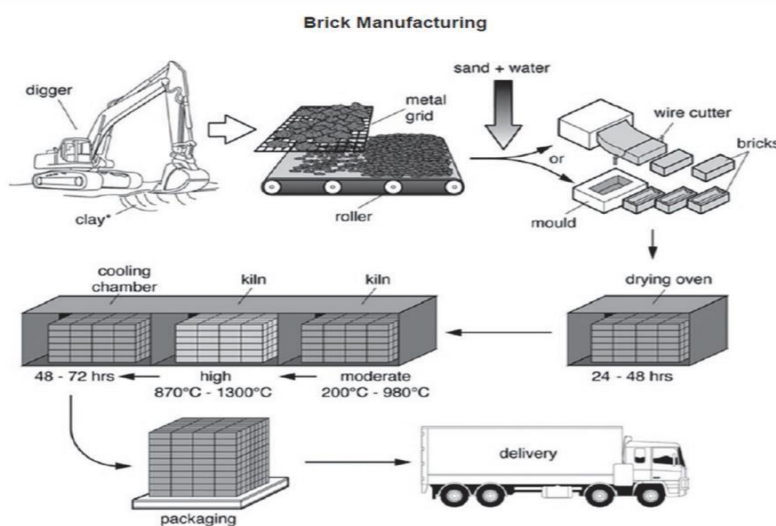 Brick Manufacturing
digger
clay*
metal
grid
roller
sand + water
wire cutter
or
bricks
mould
drying oven
24 - 48 hrs
kiln
moderate
200°C - 980°C
kiln
high
870°C - 1300°C
cooling
chamber
48 - 72 hrs
packaging
delivery